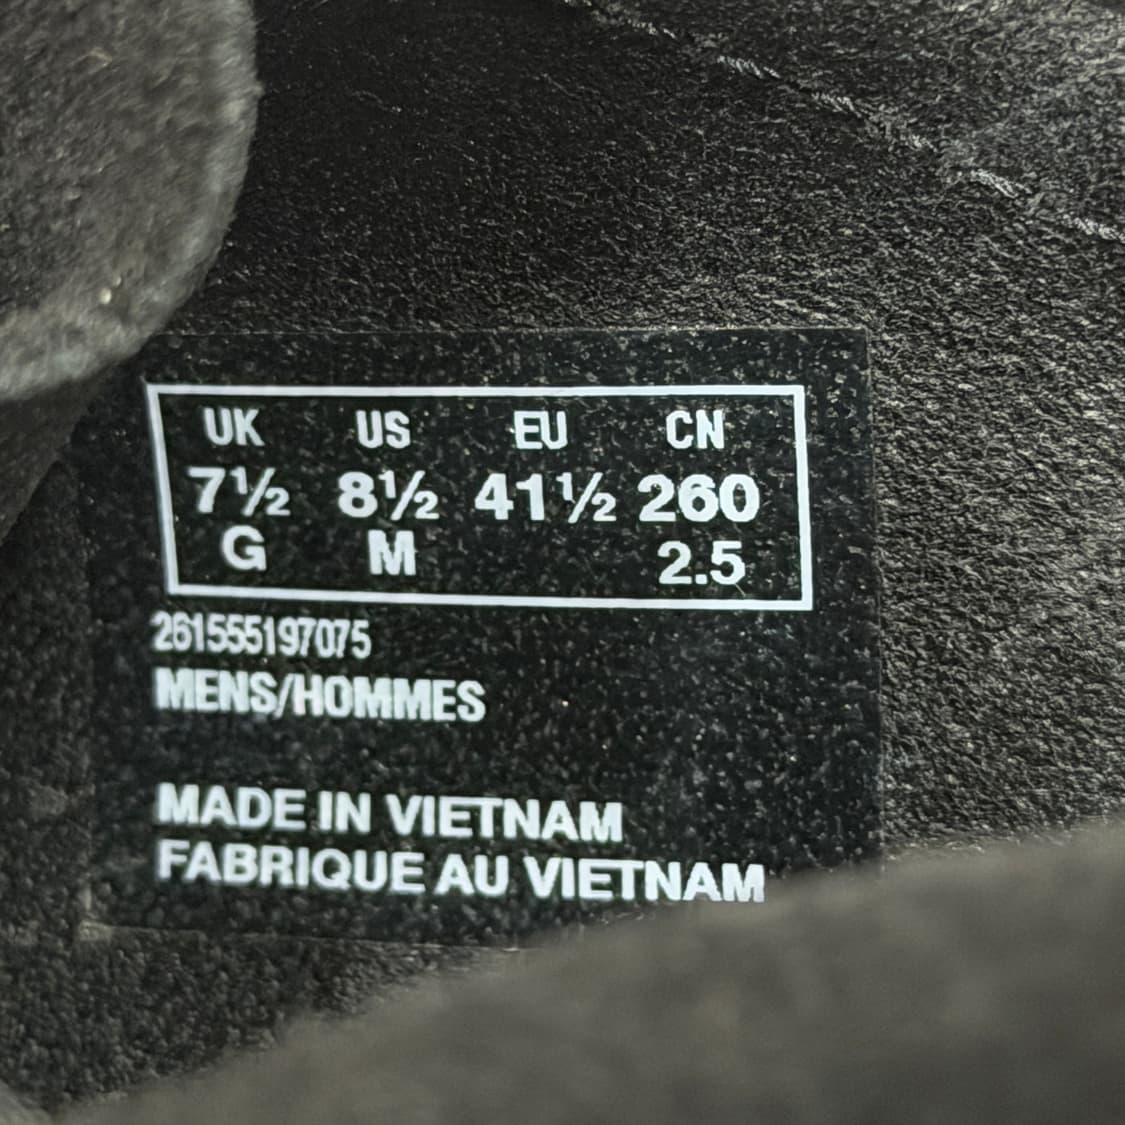 UK US EU CN
7½ 8½ 41½ 260
G M 2.5
261555197075
MENS/HOMMES
MADE IN VIETNAM
FABRIQUE AU VIETNAM